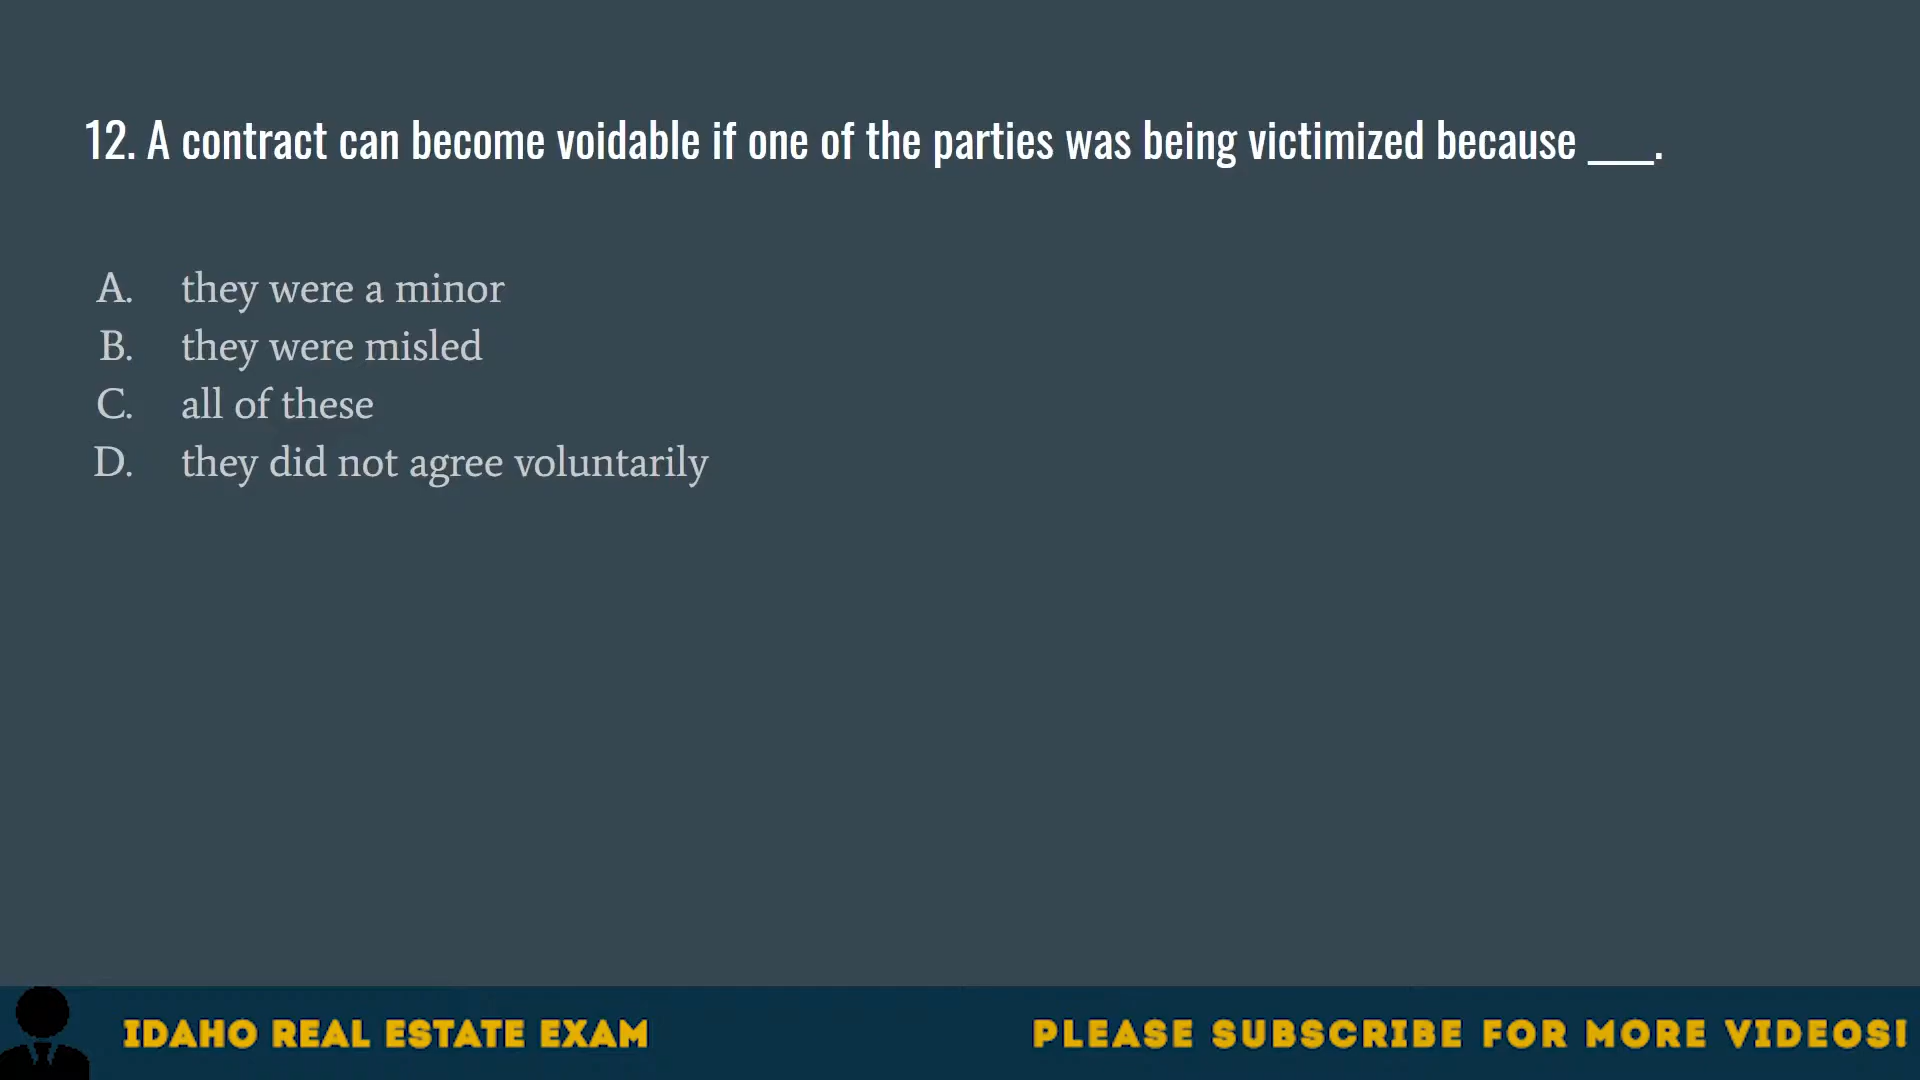 12. A contract can become voidable if one of the parties was being victimized because ____.
A. they were a minor
B. they were misled
C. all of these
D. they did not agree voluntarily
IDAHO REAL ESTATE EXAM
PLEASE SUBSCRIBE FOR MORE VIDEOS!